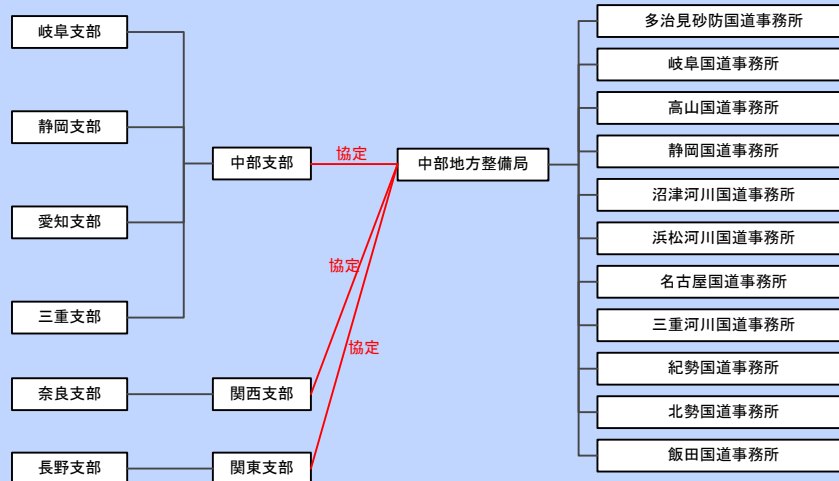 岐阜支部
静岡支部
愛知支部
三重支部
奈良支部
長野支部
中部支部
関西支部
関東支部
協定
協定
協定
中部地方整備局
多治見砂防国道事務所
岐阜国道事務所
高山国道事務所
静岡国道事務所
沼津河川国道事務所
浜松河川国道事務所
名古屋国道事務所
三重河川国道事務所
紀勢国道事務所
北勢国道事務所
飯田国道事務所